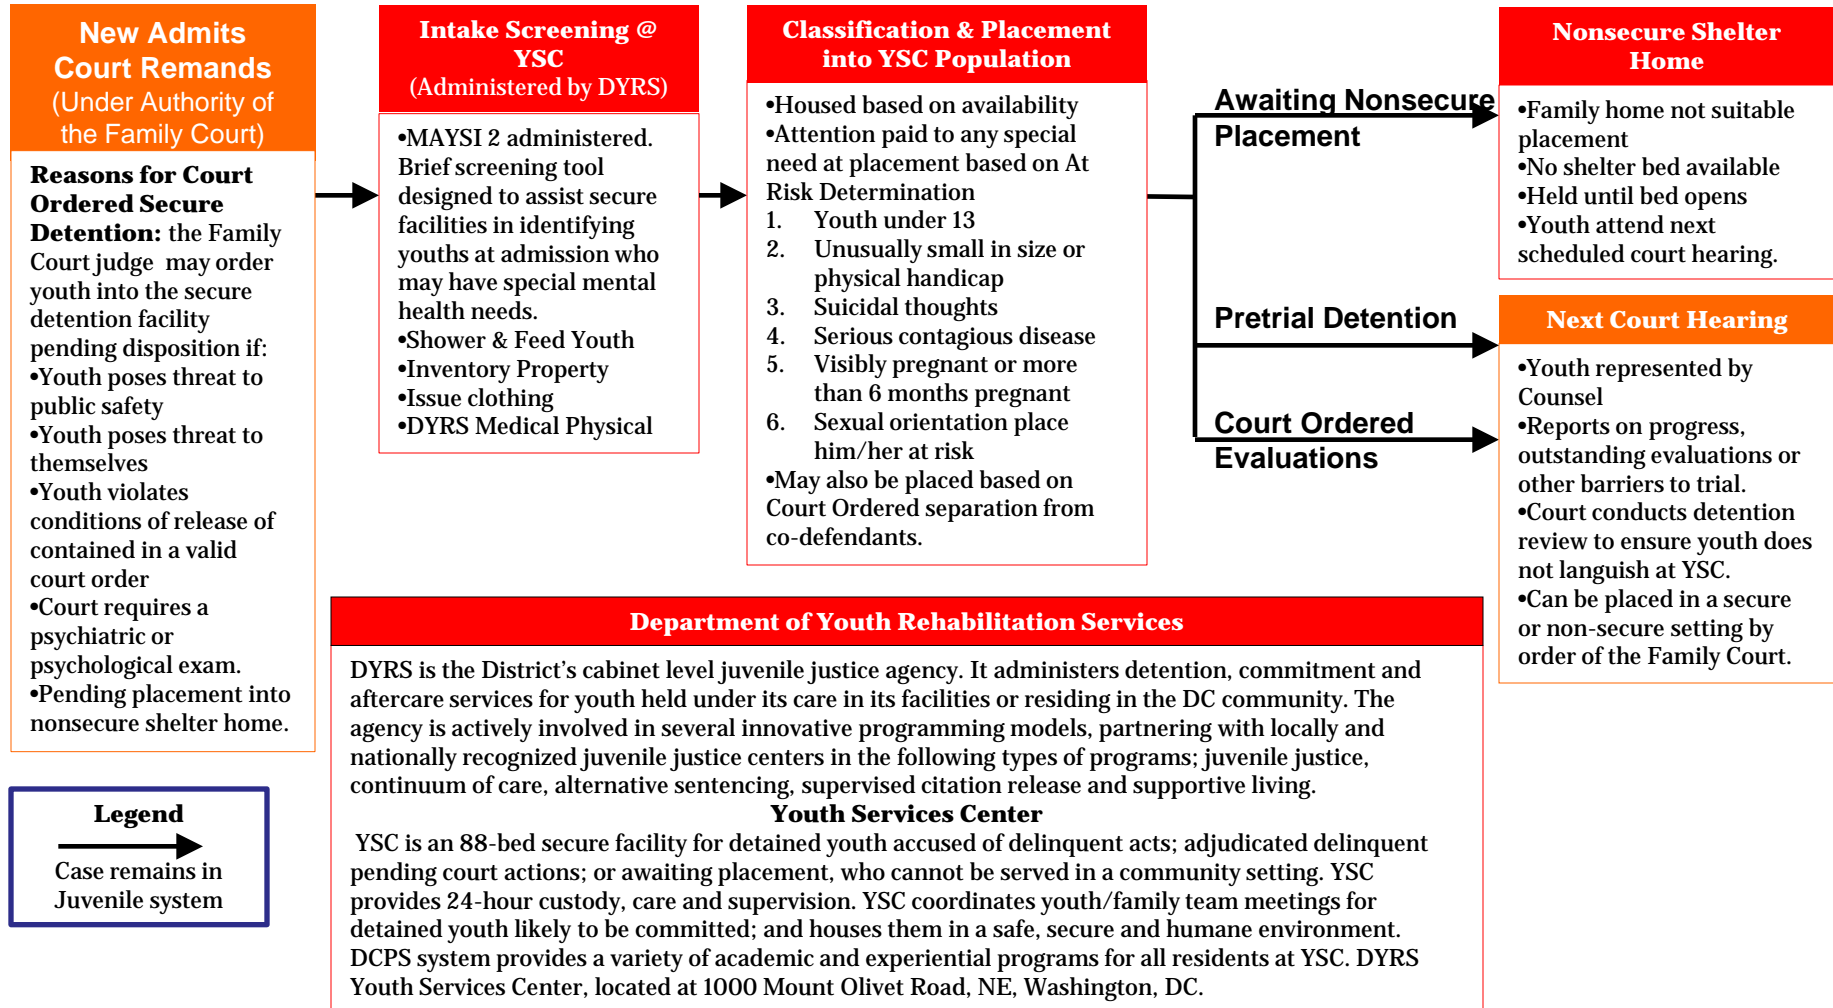 New Admits
Court Remands
(Under Authority of
the Family Court)
Reasons for Court
Ordered Secure
Detention: the Family
Court judge may order
youth into the secure
detention facility
pending disposition if:
•Youth poses threat to
public safety
•Youth poses threat to
themselves
•Youth violates
conditions of release of
contained in a valid
court order
•Court requires a
psychiatric or
psychological exam.
•Pending placement into
nonsecure shelter home.
Intake Screening @
YSC
(Administered by DYRS)
•MAYSI 2 administered.
Brief screening tool
designed to assist secure
facilities in identifying
youths at admission who
may have special mental
health needs.
•Shower & Feed Youth
•Inventory Property
•Issue clothing
•DYRS Medical Physical
Classification & Placement
into YSC Population
•Housed based on availability
•Attention paid to any special
need at placement based on At
Risk Determination
1. Youth under 13
2. Unusually small in size or
physical handicap
3. Suicidal thoughts
4. Serious contagious disease
5. Visibly pregnant or more
than 6 months pregnant
6. Sexual orientation place
him/her at risk
•May also be placed based on
Court Ordered separation from
co-defendants.
Awaiting Nonsecure
Placement
Pretrial Detention
Court Ordered
Evaluations
Nonsecure Shelter
Home
•Family home not suitable
placement
•No shelter bed available
•Held until bed opens
•Youth attend next
scheduled court hearing.
Next Court Hearing
•Youth represented by
Counsel
•Reports on progress,
outstanding evaluations or
other barriers to trial.
•Court conducts detention
review to ensure youth does
not languish at YSC.
•Can be placed in a secure
or non-secure setting by
order of the Family Court.
Department of Youth Rehabilitation Services
DYRS is the District's cabinet level juvenile justice agency. It administers detention, commitment and
aftercare services for youth held under its care in its facilities or residing in the DC community. The
agency is actively involved in several innovative programming models, partnering with locally and
nationally recognized juvenile justice centers in the following types of programs; juvenile justice,
continuum of care, alternative sentencing, supervised citation release and supportive living.
Youth Services Center
YSC is an 88-bed secure facility for detained youth accused of delinquent acts; adjudicated delinquent
pending court actions; or awaiting placement, who cannot be served in a community setting. YSC
provides 24-hour custody, care and supervision. YSC coordinates youth/family team meetings for
detained youth likely to be committed; and houses them in a safe, secure and humane environment.
DCPS system provides a variety of academic and experiential programs for all residents at YSC. DYRS
Youth Services Center, located at 1000 Mount Olivet Road, NE, Washington, DC.
Legend
Case remains in
Juvenile system